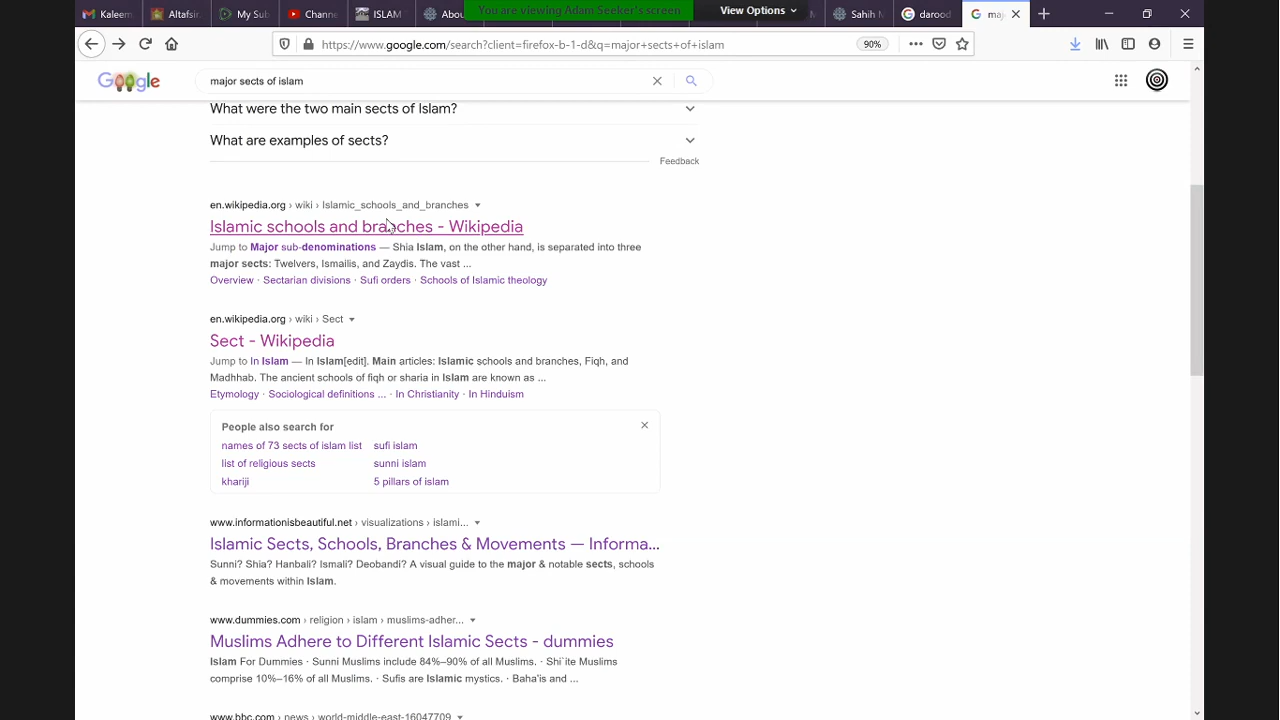 Kaleem
Altafsir
My Sub
Channe
ISLAM
Abou
You are viewing Adam Seeker's screen
View Options
Sahih M
darood
maj
https://www.google.com/search?client=firefox-b-1-d&q=major+sects+of+islam
90%
Google
major sects of islam
What were the two main sects of Islam?
What are examples of sects?
Feedback
en.wikipedia.org › wiki › Islamic_schools_and_branches
Islamic schools and branches - Wikipedia
Jump to Major sub-denominations — Shia Islam, on the other hand, is separated into three
major sects: Twelvers, Ismailis, and Zaydis. The vast ...
Overview · Sectarian divisions · Sufi orders · Schools of Islamic theology
en.wikipedia.org › wiki › Sect
Sect - Wikipedia
Jump to In Islam — In Islam[edit]. Main articles: Islamic schools and branches, Fiqh, and
Madhhab. The ancient schools of fiqh or sharia in Islam are known as ...
Etymology · Sociological definitions ... · In Christianity · In Hinduism
People also search for
names of 73 sects of islam list sufi islam
list of religious sects sunni islam
khariji 5 pillars of islam
www.informationisbeautiful.net › visualizations › islami...
Islamic Sects, Schools, Branches & Movements — Informa...
Sunni? Shia? Hanbali? Ismali? Deobandi? A visual guide to the major & notable sects, schools
& movements within Islam.
www.dummies.com › religion › islam › muslims-adher...
Muslims Adhere to Different Islamic Sects - dummies
Islam For Dummies · Sunni Muslims include 84%–90% of all Muslims. · Shi`ite Muslims
comprise 10%–16% of all Muslims. · Sufis are Islamic mystics. · Baha'is and ...
www.bbc.com › news › world-middle-east-16047709